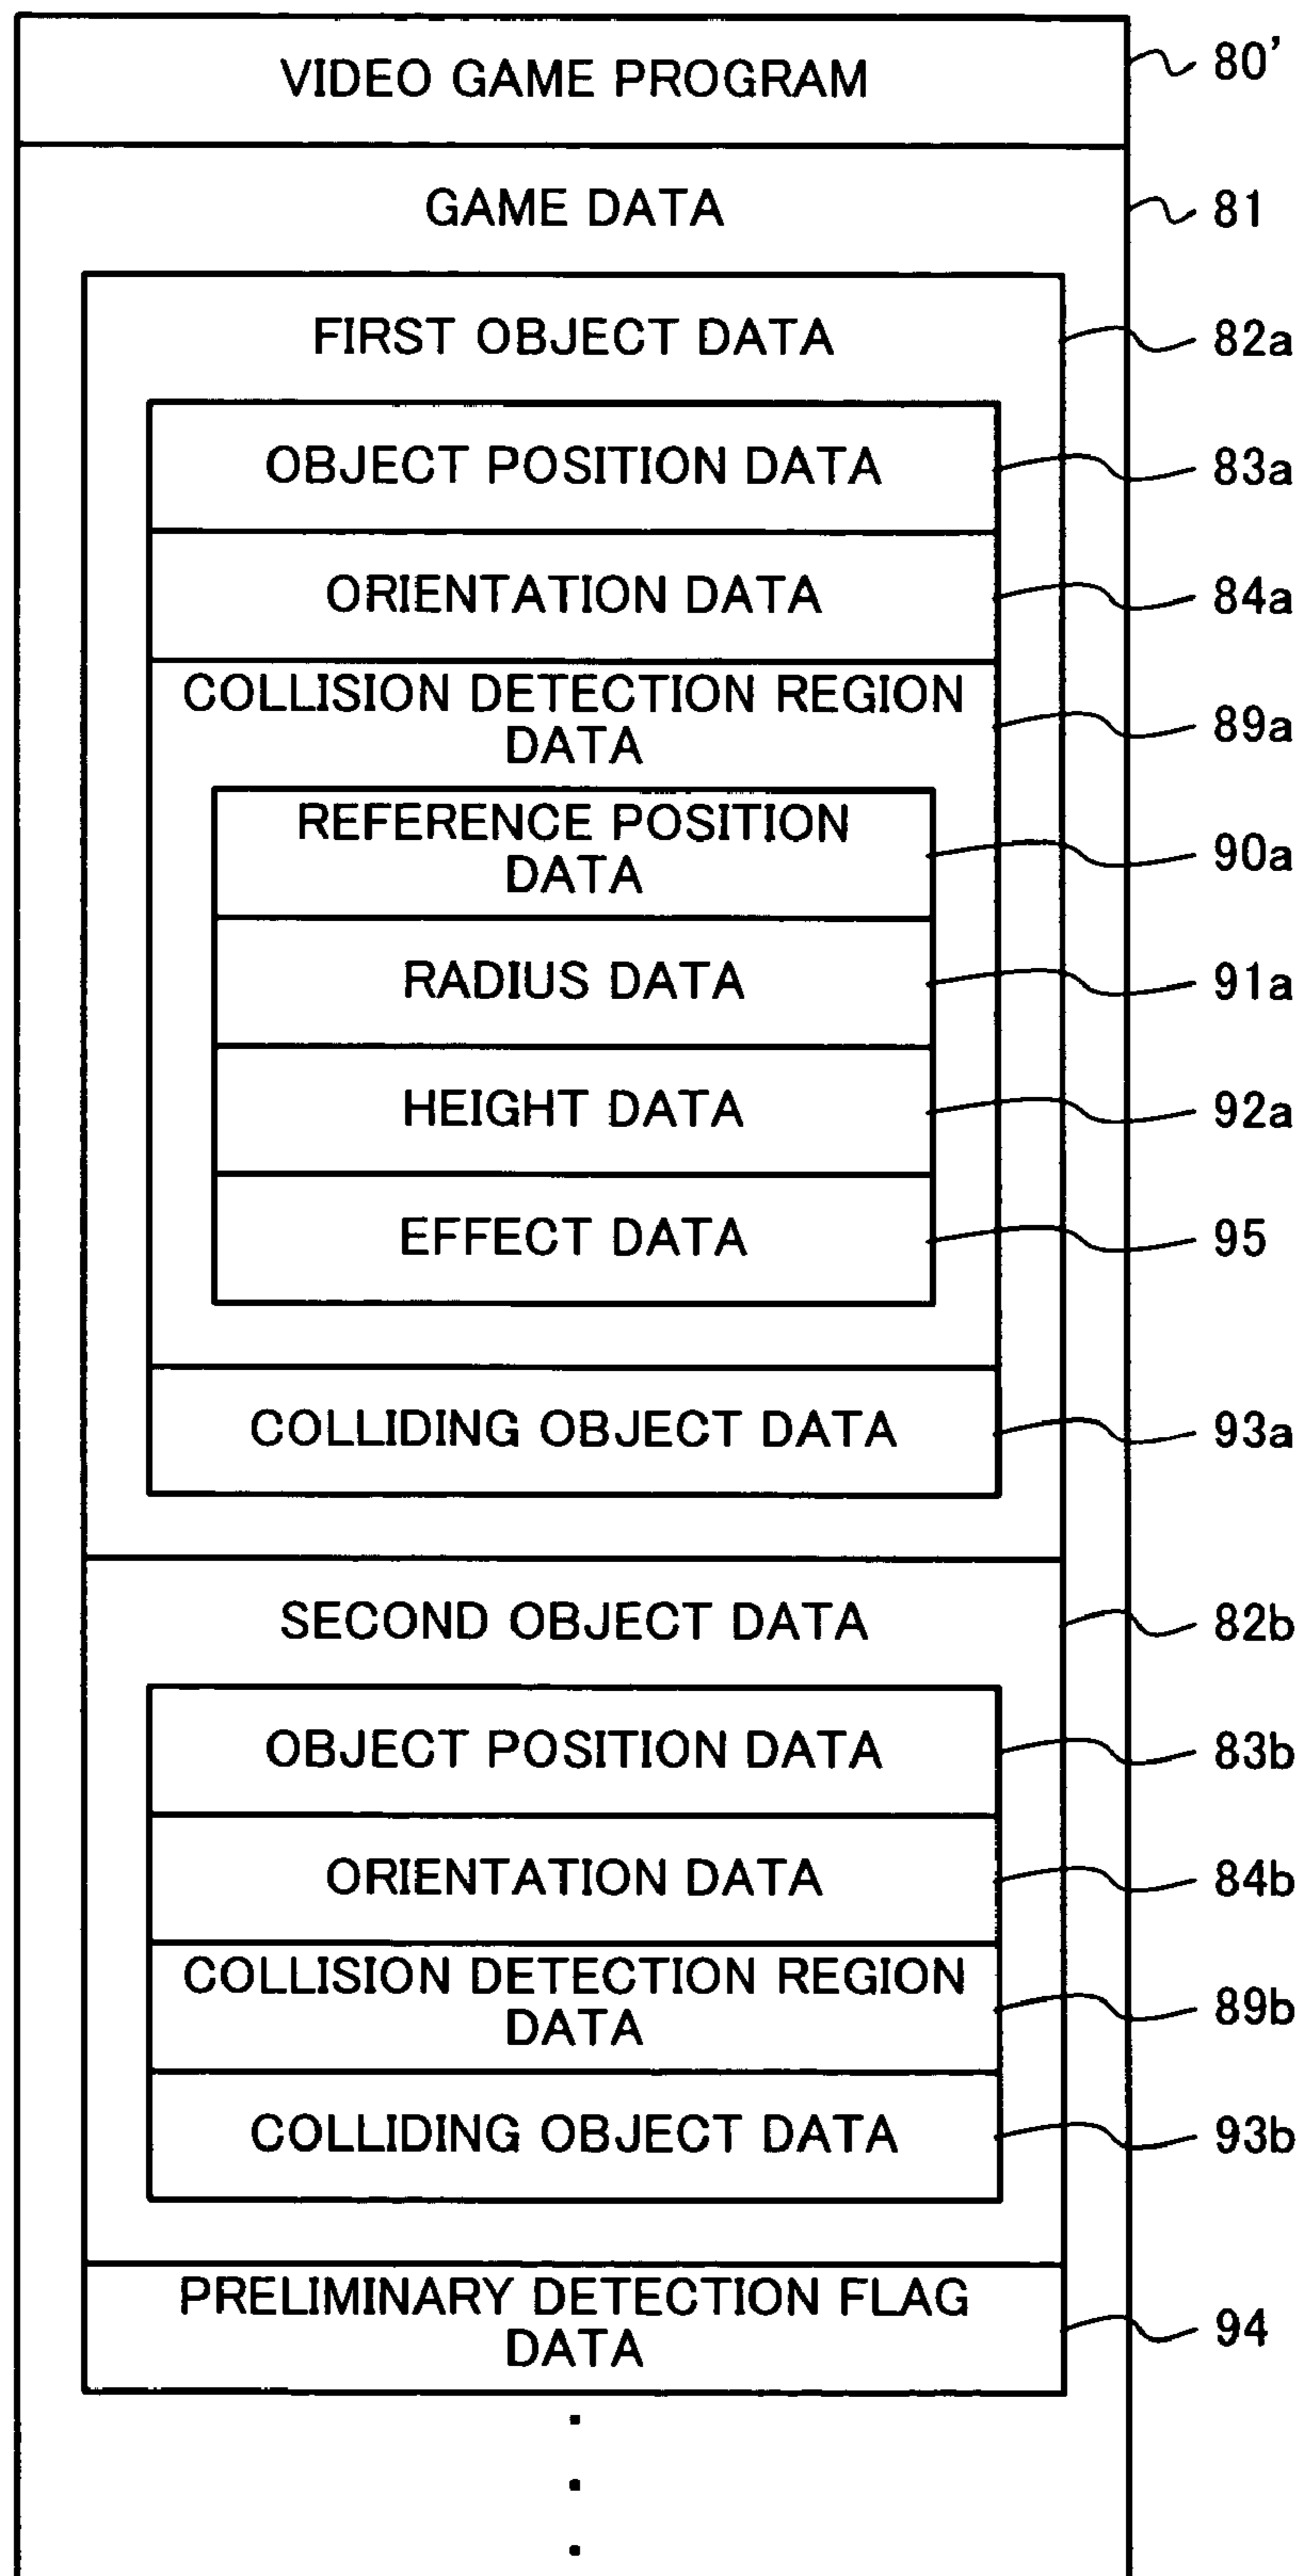 VIDEO GAME PROGRAM 80'
GAME DATA 81
FIRST OBJECT DATA 82a
OBJECT POSITION DATA 83a
ORIENTATION DATA 84a
COLLISION DETECTION REGION
DATA 89a
REFERENCE POSITION
DATA 90a
RADIUS DATA 91a
HEIGHT DATA 92a
EFFECT DATA 95
COLLIDING OBJECT DATA 93a
SECOND OBJECT DATA 82b
OBJECT POSITION DATA 83b
ORIENTATION DATA 84b
COLLISION DETECTION REGION
DATA 89b
COLLIDING OBJECT DATA 93b
PRELIMINARY DETECTION FLAG
DATA 94